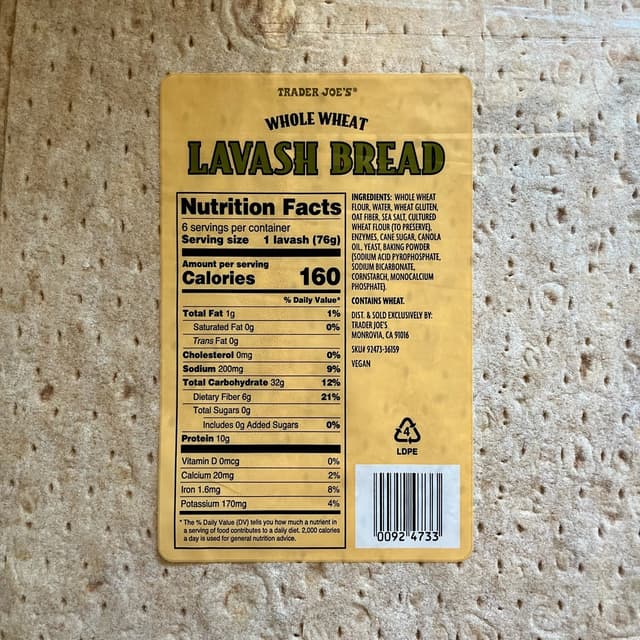 TRADER JOE'S®
WHOLE WHEAT
LAVASH BREAD
Nutrition Facts
6 servings per container
Serving size 1 lavash (76g)
Amount per serving
Calories 160
% Daily Value*
Total Fat 1g 1%
Saturated Fat 0g 0%
Trans Fat 0g
Cholesterol 0mg 0%
Sodium 200mg 9%
Total Carbohydrate 32g 12%
Dietary Fiber 6g 21%
Total Sugars 0g
Includes 0g Added Sugars 0%
Protein 10g
Vitamin D 0mcg 0%
Calcium 20mg 2%
Iron 1.6mg 8%
Potassium 170mg 4%
* The % Daily Value (DV) tells you how much a nutrient in
a serving of food contributes to a daily diet. 2,000 calories
a day is used for general nutrition advice.
INGREDIENTS: WHOLE WHEAT
FLOUR, WATER, WHEAT GLUTEN,
OAT FIBER, SEA SALT, CULTURED
WHEAT FLOUR (TO PRESERVE),
ENZYMES, CANE SUGAR, CANOLA
OIL, YEAST, BAKING POWDER
(SODIUM ACID PYROPHOSPHATE,
SODIUM BICARBONATE,
CORNSTARCH, MONOCALCIUM
PHOSPHATE).
CONTAINS WHEAT.
DIST. & SOLD EXCLUSIVELY BY:
TRADER JOE'S
MONROVIA, CA 91016
SKU# 92473-36159
VEGAN
4
LDPE
0092 4733